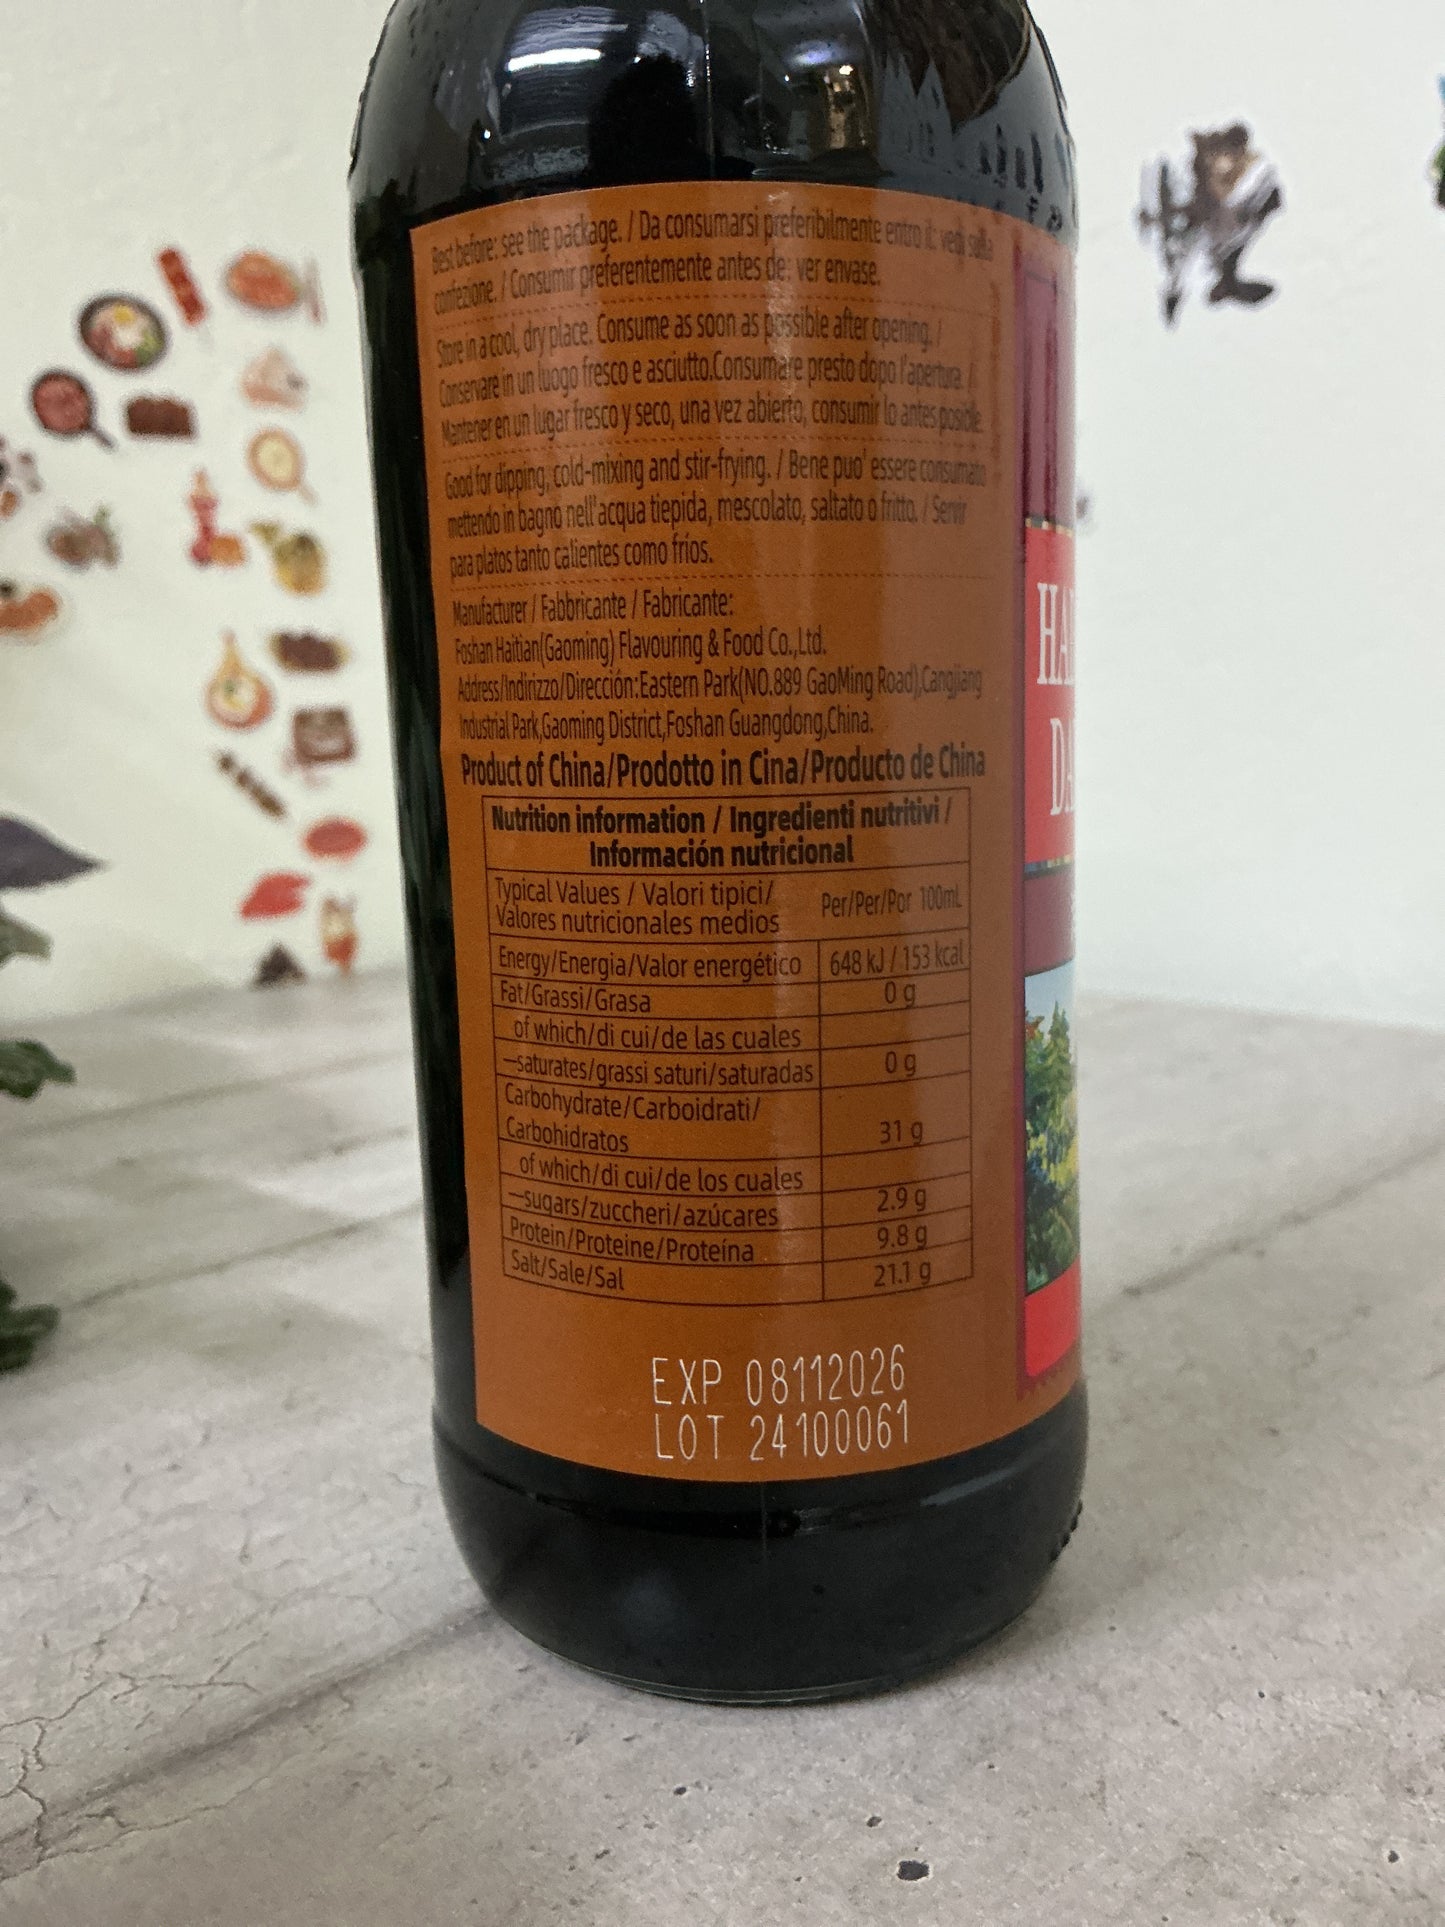 Best before: see the package. / Da consumarsi preferibilmente entro il: vedi sulla
confezione. / Consumir preferentemente antes de: ver envase.
Store in a cool, dry place. Consume as soon as possible after opening. /
Conservare in un luogo fresco e asciutto.Consumare presto dopo l'apertura. /
Mantener en un lugar fresco y seco, una vez abierto, consumir lo antes posible.
Good for dipping, cold-mixing and stir-frying. / Bene puo' essere consumato
mettendo in bagno nell'acqua tiepida, mescolato, saltato o fritto. / Servir
para platos tanto calientes como fríos.
Manufacturer / Fabbricante / Fabricante:
Foshan Haitian(Gaoming) Flavouring & Food Co.,Ltd.
Address/Indirizzo/Dirección:Eastern Park(NO.889 GaoMing Road),Cangjiang
Industrial Park,Gaoming District,Foshan Guangdong,China.
Product of China/Prodotto in Cina/Producto de China
Nutrition information / Ingredienti nutritivi /
Información nutricional
Typical Values / Valori tipici/
Valores nutricionales medios Per/Per/Por 100mL
Energy/Energia/Valor energético 648 kJ / 153 kcal
Fat/Grassi/Grasa 0 g
of which/di cui/de las cuales
—saturates/grassi saturi/saturadas 0 g
Carbohydrate/Carboidrati/
Carbohidratos 31 g
of which/di cui/de los cuales
—sugars/zuccheri/azúcares 2.9 g
Protein/Proteine/Proteína 9.8 g
Salt/Sale/Sal 21.1 g
EXP 08112026
LOT 24100061